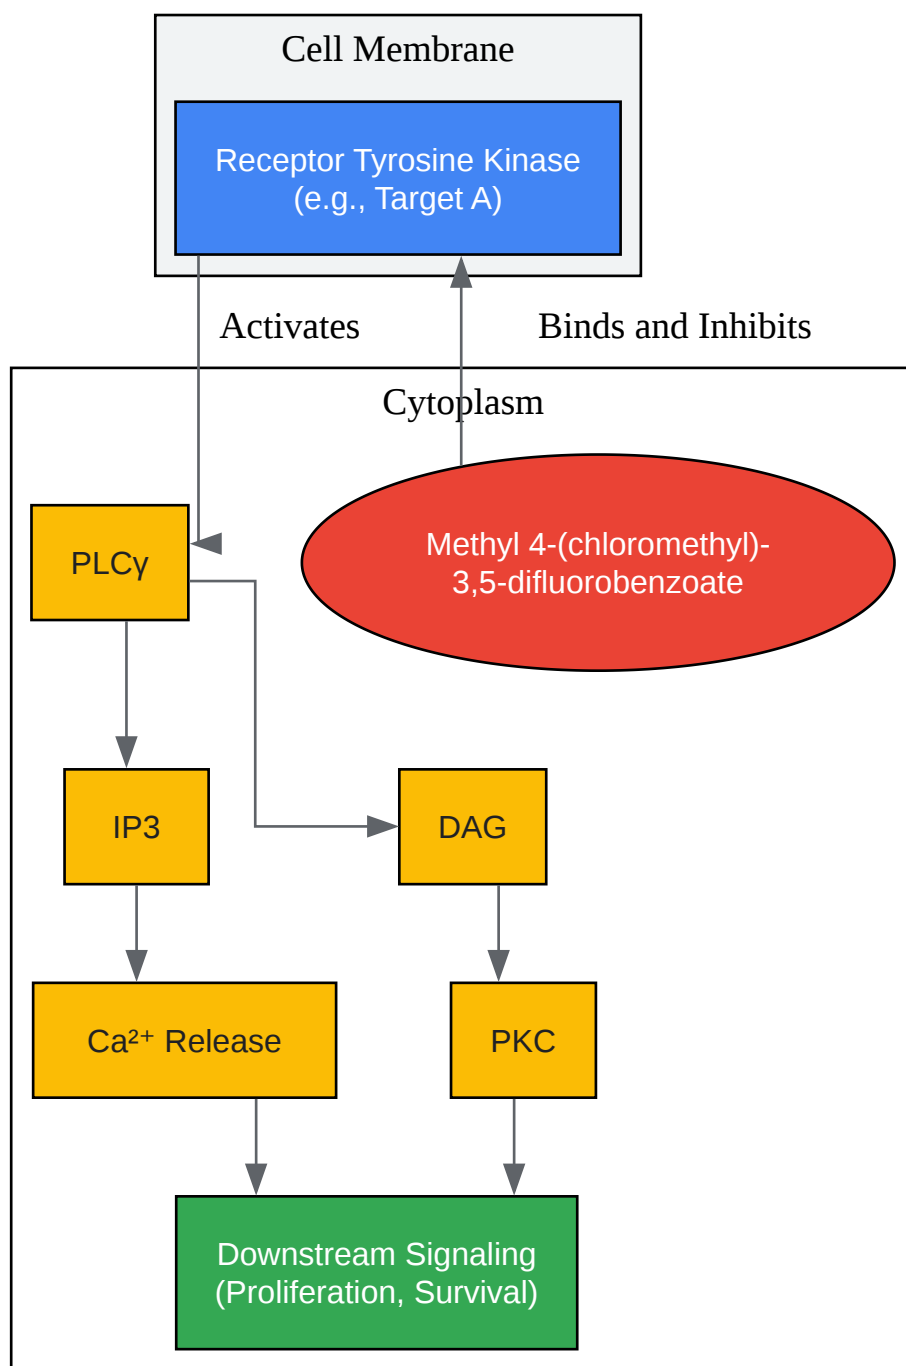 Cell Membrane
Receptor Tyrosine Kinase
(e.g., Target A)
Activates
Binds and Inhibits
Cytoplasm
PLCγ
Methyl 4-(chloromethyl)-
3,5-difluorobenzoate
IP3
DAG
Ca²⁺ Release
PKC
Downstream Signaling
(Proliferation, Survival)